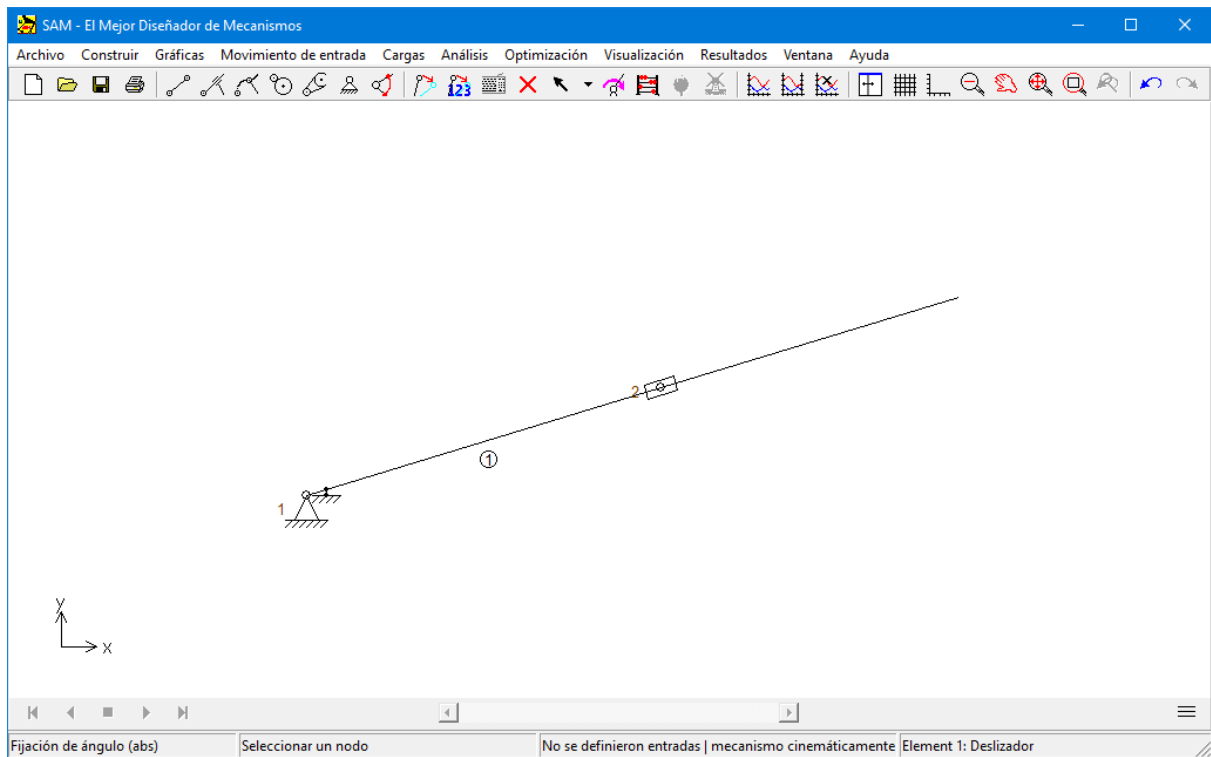 SAM - El Mejor Diseñador de Mecanismos
Archivo Construir Gráficas Movimiento de entrada Cargas Análisis Optimización Visualización Resultados Ventana Ayuda
123
2
1
1
y
x
Fijación de ángulo (abs) Seleccionar un nodo No se definieron entradas | mecanismo cinemáticamente Element 1: Deslizador